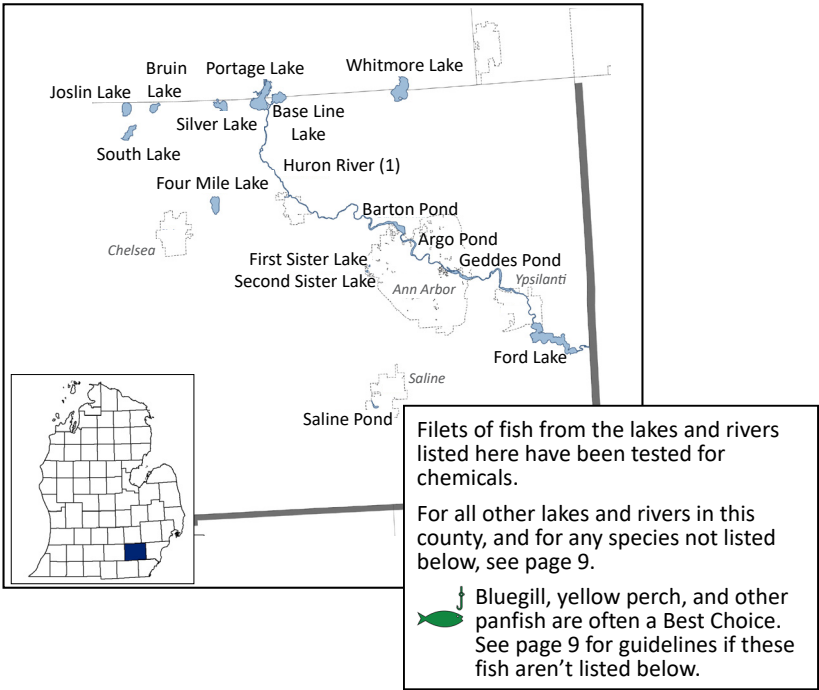 Bruin
Lake
Portage Lake
Whitmore Lake
Joslin Lake
Silver Lake
Base Line
Lake
South Lake
Huron River (1)
Four Mile Lake
Barton Pond
Chelsea
Argo Pond
First Sister Lake
Geddes Pond
Second Sister Lake
Ann Arbor
Ypsilanti
Ford Lake
Saline
Saline Pond
Filets of fish from the lakes and rivers
listed here have been tested for
chemicals.
For all other lakes and rivers in this
county, and for any species not listed
below, see page 9.
Bluegill, yellow perch, and other
panfish are often a Best Choice.
See page 9 for guidelines if these
fish aren't listed below.